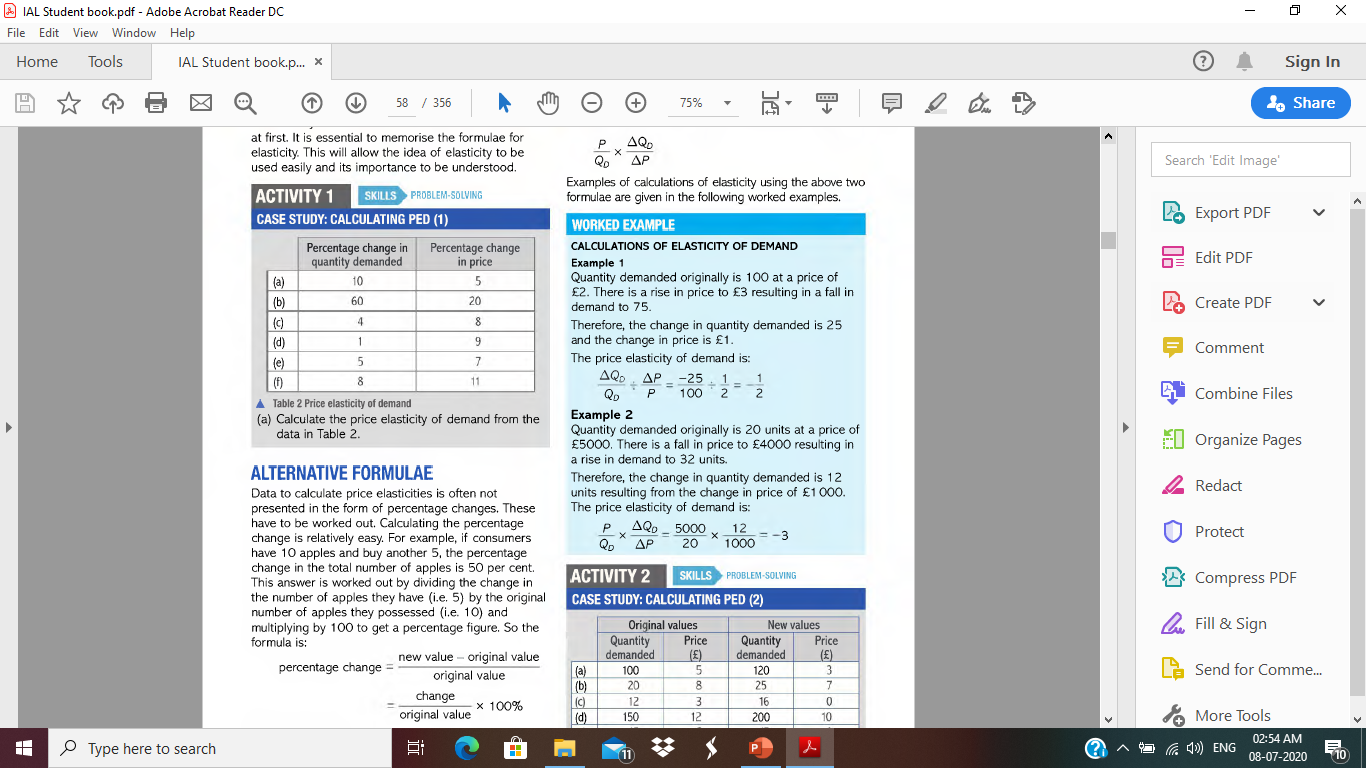 IAL Student book.pdf - Adobe Acrobat Reader DC
File Edit View Window Help
Home Tools IAL Student book.p... ×
? Sign In
58 / 356 75% Share
at first. It is essential to memorise the formulae for
elasticity. This will allow the idea of elasticity to be
used easily and its importance to be understood.
ACTIVITY 1 SKILLS PROBLEM-SOLVING
CASE STUDY: CALCULATING PED (1)
Percentage change in quantity demanded Percentage change in price
(a) 10 5
(b) 60 20
(c) 4 8
(d) 1 9
(e) 5 7
(f) 8 11
▲ Table 2 Price elasticity of demand
(a) Calculate the price elasticity of demand from the
data in Table 2.
ALTERNATIVE FORMULAE
Data to calculate price elasticities is often not
presented in the form of percentage changes. These
have to be worked out. Calculating the percentage
change is relatively easy. For example, if consumers
have 10 apples and buy another 5, the percentage
change in the total number of apples is 50 per cent.
This answer is worked out by dividing the change in
the number of apples they have (i.e. 5) by the original
number of apples they possessed (i.e. 10) and
multiplying by 100 to get a percentage figure. So the
formula is:
percentage change = new value – original value / original value
= change / original value × 100%
P/Q_D × ΔQ_D/ΔP
Examples of calculations of elasticity using the above two
formulae are given in the following worked examples.
WORKED EXAMPLE
CALCULATIONS OF ELASTICITY OF DEMAND
Example 1
Quantity demanded originally is 100 at a price of
£2. There is a rise in price to £3 resulting in a fall in
demand to 75.
Therefore, the change in quantity demanded is 25
and the change in price is £1.
The price elasticity of demand is:
ΔQ_D/Q_D ÷ ΔP/P = –25/100 ÷ 1/2 = –1/2
Example 2
Quantity demanded originally is 20 units at a price of
£5000. There is a fall in price to £4000 resulting in
a rise in demand to 32 units.
Therefore, the change in quantity demanded is 12
units resulting from the change in price of £1000.
The price elasticity of demand is:
P/Q_D × ΔQ_D/ΔP = 5000/20 × 12/1000 = –3
ACTIVITY 2 SKILLS PROBLEM-SOLVING
CASE STUDY: CALCULATING PED (2)
Original values New values
Quantity demanded Price (£) Quantity demanded Price (£)
(a) 100 5 120 3
(b) 20 8 25 7
(c) 12 3 16 0
(d) 150 12 200 10
Search 'Edit Image'
Export PDF
Edit PDF
Create PDF
Comment
Combine Files
Organize Pages
Redact
Protect
Compress PDF
Fill & Sign
Send for Comme...
More Tools
Type here to search
11
ENG
02:54 AM
08-07-2020
10